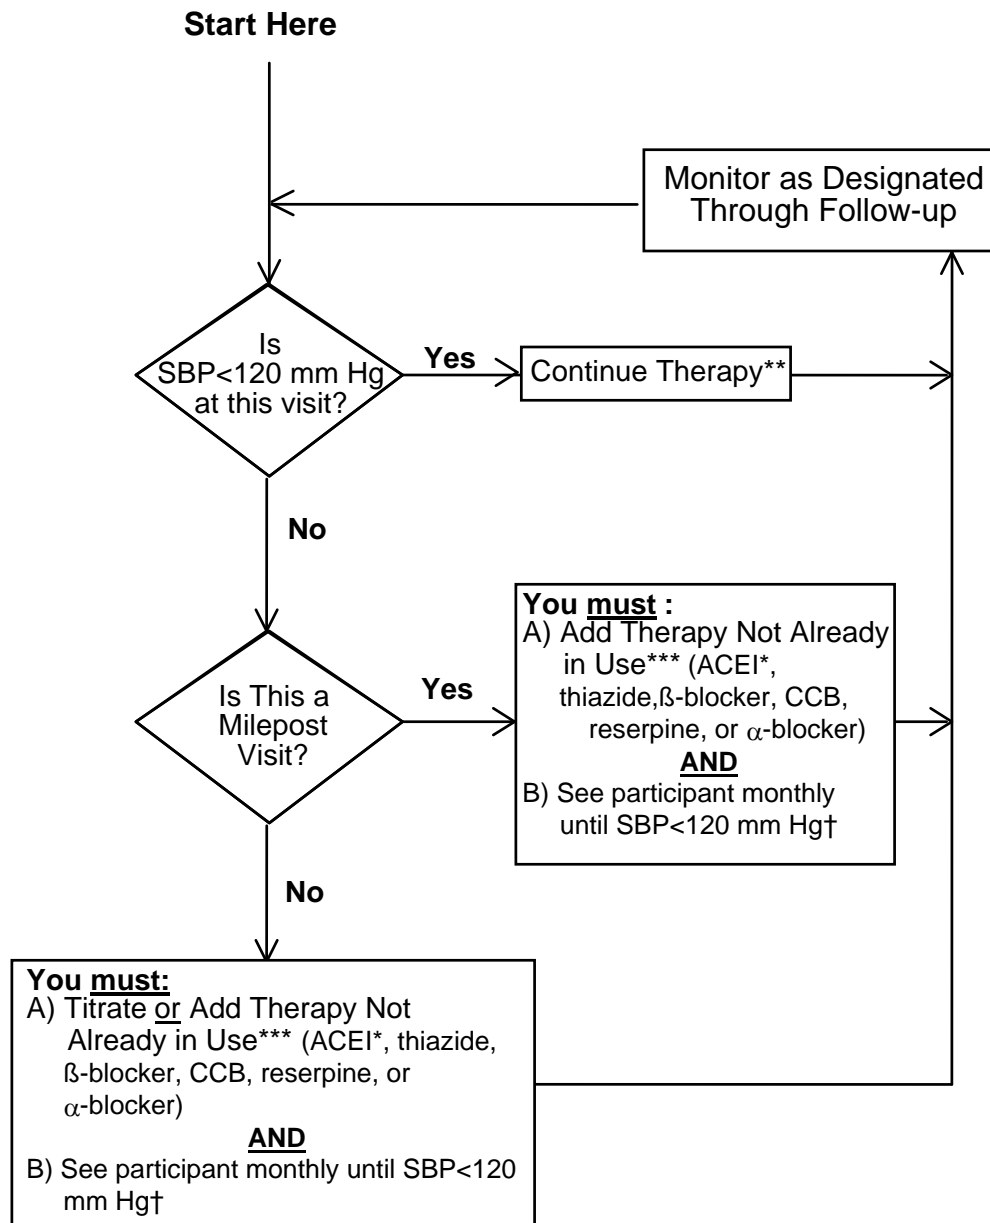 Start Here
Monitor as Designated
Through Follow-up
Is
SBP<120 mm Hg
at this visit?
Yes
Continue Therapy**
No
Is This a
Milepost
Visit?
Yes
You must :
A) Add Therapy Not Already
in Use*** (ACEI*,
thiazide,ß-blocker, CCB,
reserpine, or α-blocker)
AND
B) See participant monthly
until SBP<120 mm Hg†
No
You must:
A) Titrate or Add Therapy Not
Already in Use*** (ACEI*, thiazide,
ß-blocker, CCB, reserpine, or
α-blocker)
AND
B) See participant monthly until SBP<120
mm Hg†